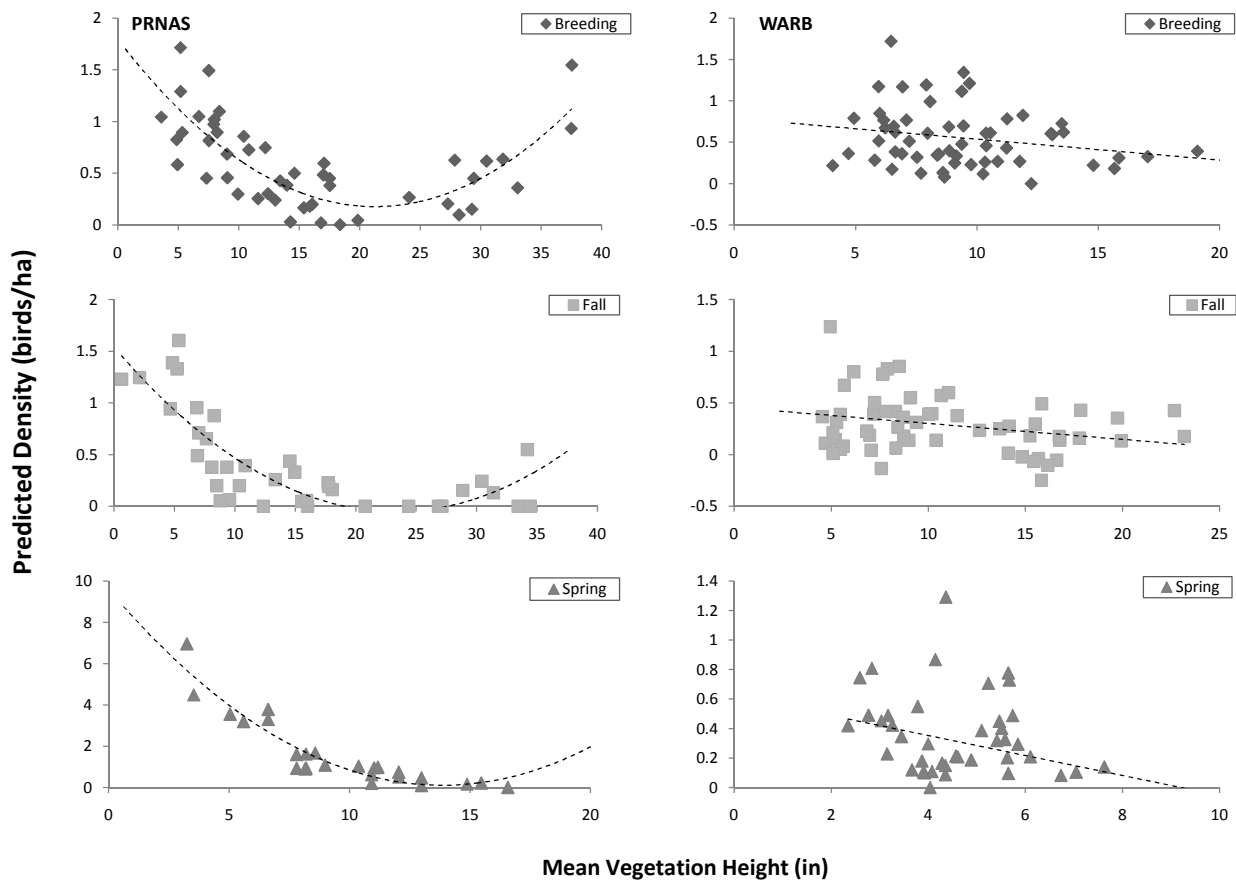 PRNAS
Breeding
2
1.5
1
0.5
0
0 5 10 15 20 25 30 35 40
WARB
Breeding
2
1.5
1
0.5
0
-0.5
0 5 10 15 20
Predicted Density (birds/ha)
Fall
2
1.5
1
0.5
0
0 5 10 15 20 25 30 35 40
Fall
1.5
1
0.5
0
-0.5
0 5 10 15 20 25
Spring
10
8
6
4
2
0
0 5 10 15 20
Spring
1.4
1.2
1
0.8
0.6
0.4
0.2
0
0 2 4 6 8 10
Mean Vegetation Height (in)